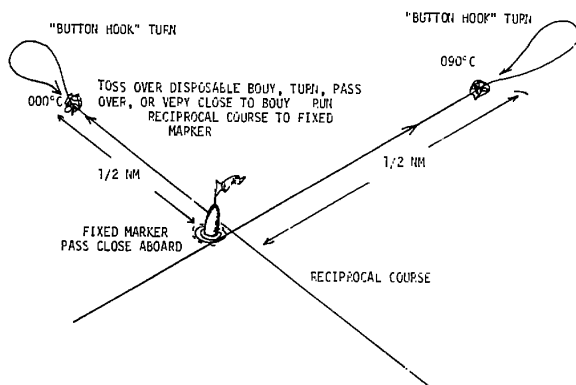 "BUTTON HOOK" TURN
"BUTTON HOOK" TURN
090°C
000°C
TOSS OVER DISPOSABLE BOUY, TURN, PASS
OVER, OR VERY CLOSE TO BOUY RUN
RECIPROCAL COURSE TO FIXED
MARKER
1/2 NM
1/2 NM
FIXED MARKER
PASS CLOSE ABOARD
RECIPROCAL COURSE